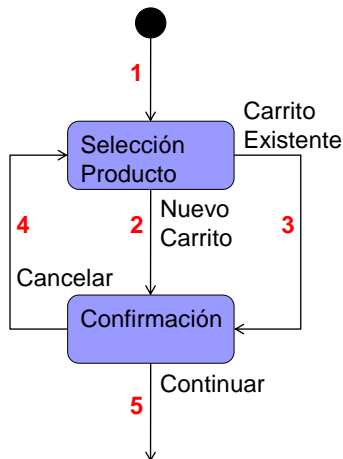 1
Carrito
Existente
Selección
Producto
4
2
Nuevo
Carrito
3
Cancelar
Confirmación
Continuar
5